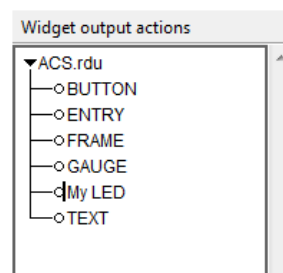 Widget output actions
ACS.rdu
BUTTON
ENTRY
FRAME
GAUGE
My LED
TEXT